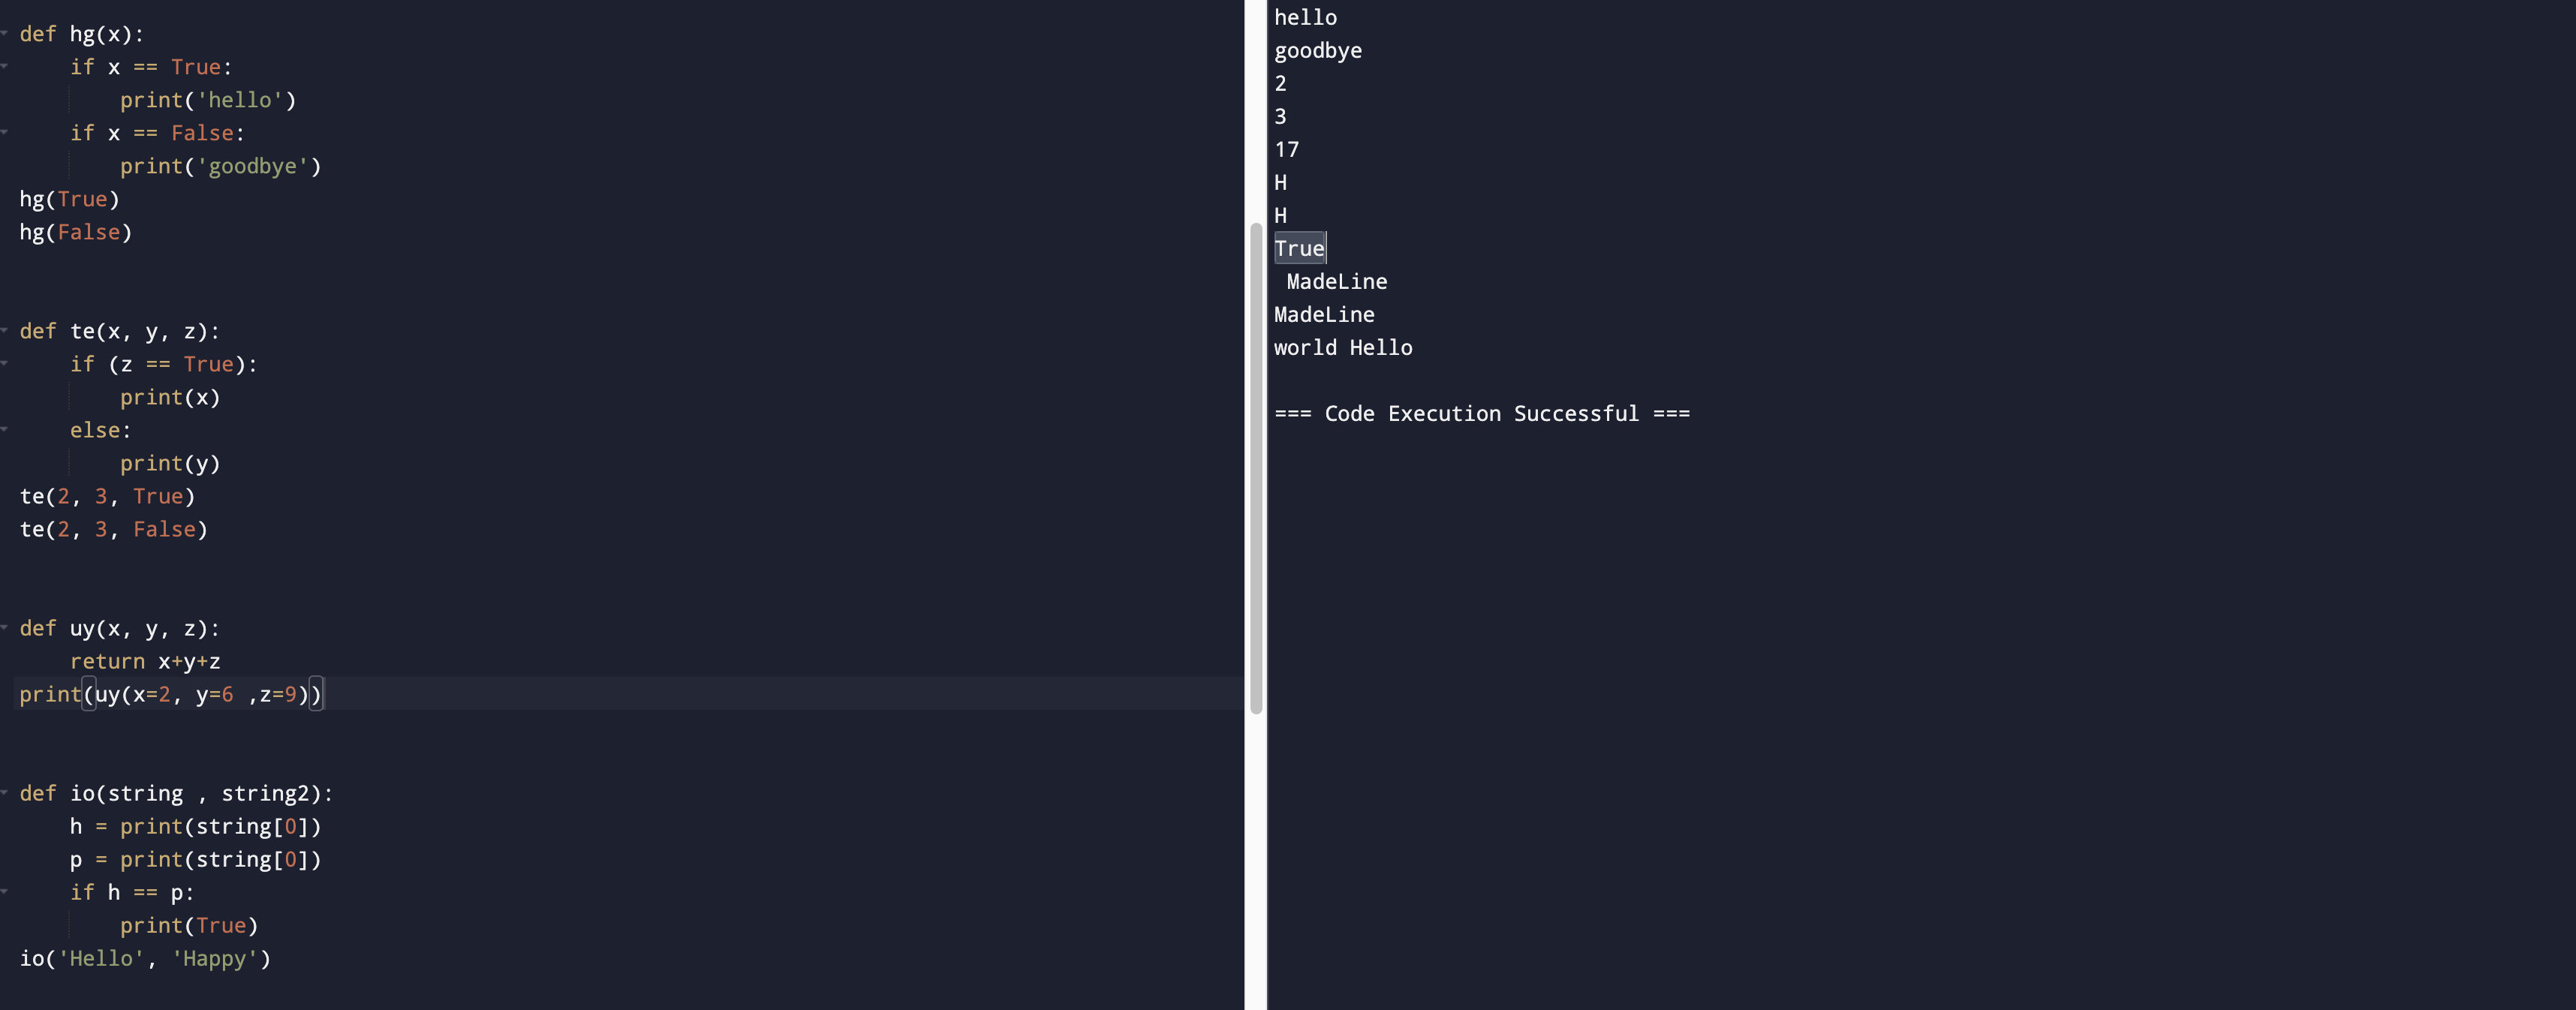 def hg(x):
    if x == True:
        print('hello')
    if x == False:
        print('goodbye')
hg(True)
hg(False)
def te(x, y, z):
    if (z == True):
        print(x)
    else:
        print(y)
te(2, 3, True)
te(2, 3, False)
def uy(x, y, z):
    return x+y+z
print(uy(x=2, y=6 ,z=9))
def io(string , string2):
    h = print(string[0])
    p = print(string[0])
    if h == p:
        print(True)
io('Hello', 'Happy')
hello
goodbye
2
3
17
H
H
True
 MadeLine
MadeLine
world Hello
=== Code Execution Successful ===